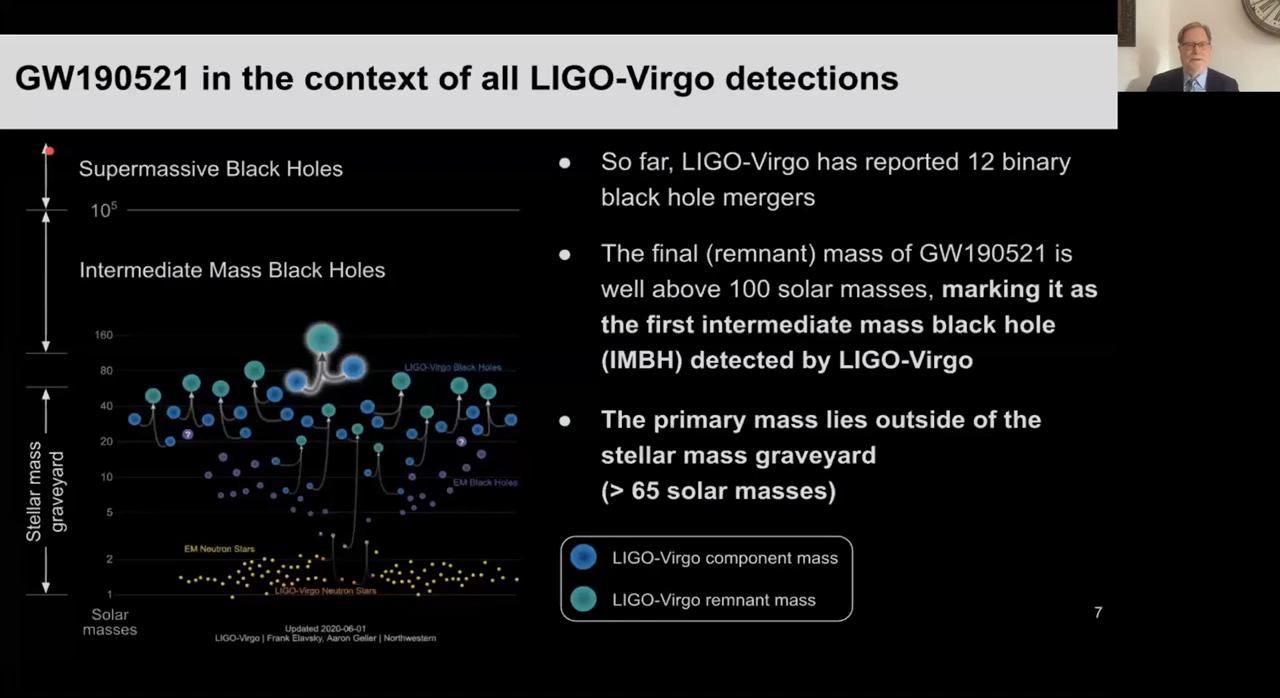 GW190521 in the context of all LIGO-Virgo detections
Supermassive Black Holes
10⁵
Intermediate Mass Black Holes
160
80
40
20
10
5
2
1
Solar
masses
Stellar mass
graveyard
LIGO-Virgo Black Holes
?
?
EM Black Holes
EM Neutron Stars
LIGO-Virgo Neutron Stars
Updated 2020-06-01
LIGO-Virgo | Frank Elavsky, Aaron Geller | Northwestern
● So far, LIGO-Virgo has reported 12 binary
black hole mergers
● The final (remnant) mass of GW190521 is
well above 100 solar masses, marking it as
the first intermediate mass black hole
(IMBH) detected by LIGO-Virgo
● The primary mass lies outside of the
stellar mass graveyard
(> 65 solar masses)
LIGO-Virgo component mass
LIGO-Virgo remnant mass
7